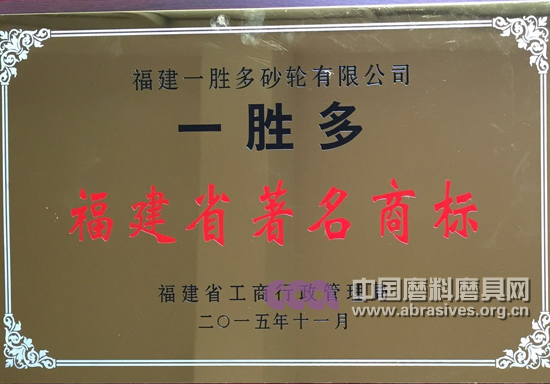 福建一胜多砂轮有限公司
一胜多
福建省著名商标
福建省工商行政管理局
二〇一五年十一月
中国磨料磨具网
www.abrasives.org.cn